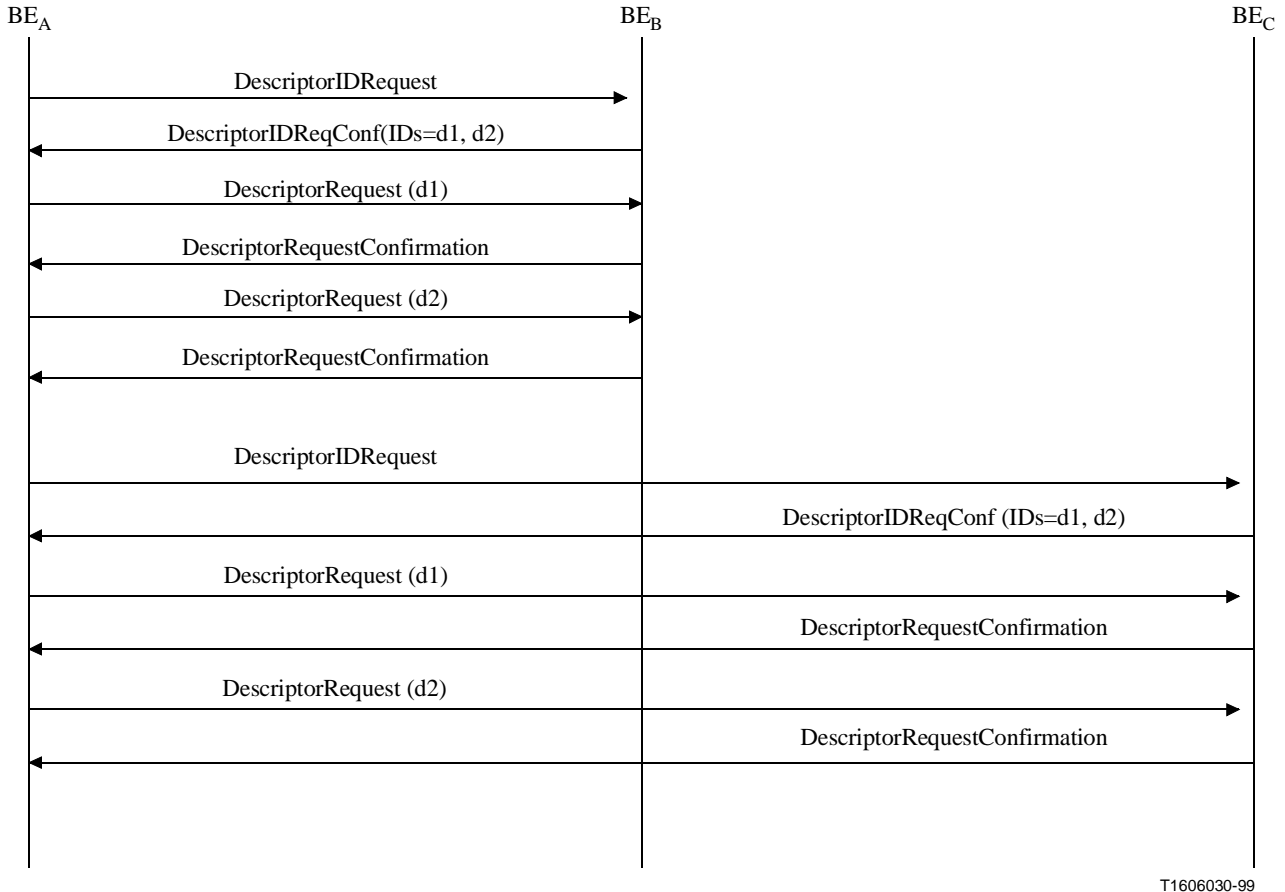 BE_A
BE_B
BE_C
DescriptorIDRequest
DescriptorIDReqConf(IDs=d1, d2)
DescriptorRequest (d1)
DescriptorRequestConfirmation
DescriptorRequest (d2)
DescriptorRequestConfirmation
DescriptorIDRequest
DescriptorIDReqConf (IDs=d1, d2)
DescriptorRequest (d1)
DescriptorRequestConfirmation
DescriptorRequest (d2)
DescriptorRequestConfirmation
T1606030-99